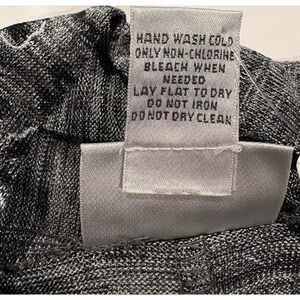 HAND WASH COLD
ONLY NON-CHLORINE
BLEACH WHEN
NEEDED
LAY FLAT TO DRY
DO NOT IRON
DO NOT DRY CLEAN